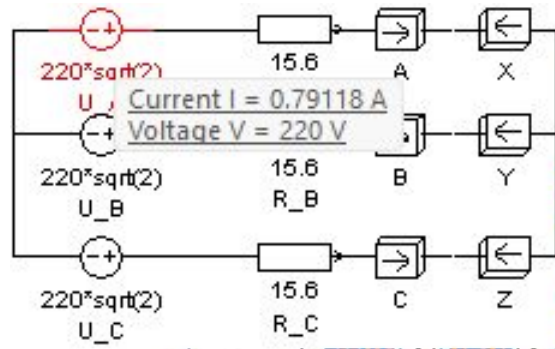 15.6
220*sqrt(2)
A
X
Current I = 0.79118 A
Voltage V = 220 V
220*sqrt(2)
15.6
B
Y
U_B
R_B
220*sqrt(2)
15.6
C
Z
U_C
R_C